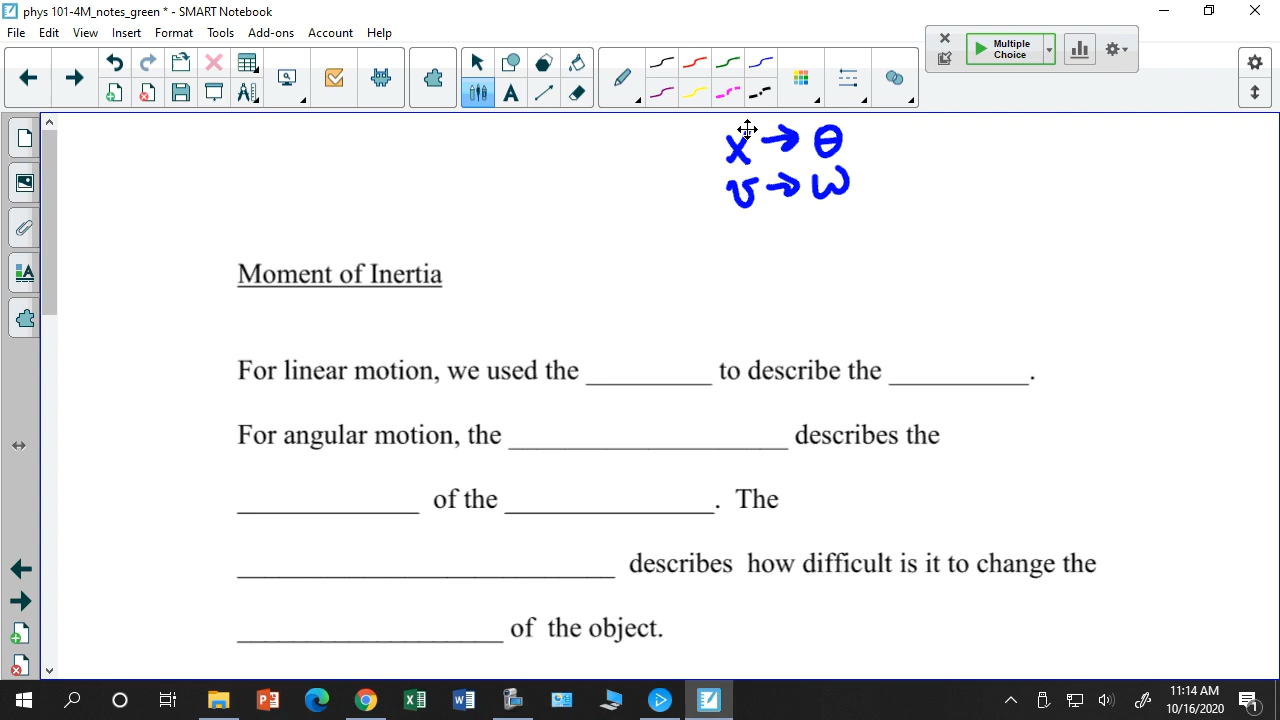 phys 101-4M_notes_green * - SMART Notebook
File Edit View Insert Format Tools Add-ons Account Help
Multiple
Choice
x → θ
v → ω
Moment of Inertia
For linear motion, we used the _________ to describe the __________.
For angular motion, the ____________________ describes the
_____________ of the _______________. The
___________________________ describes how difficult is it to change the
___________________ of the object.
11:14 AM
10/16/2020
1